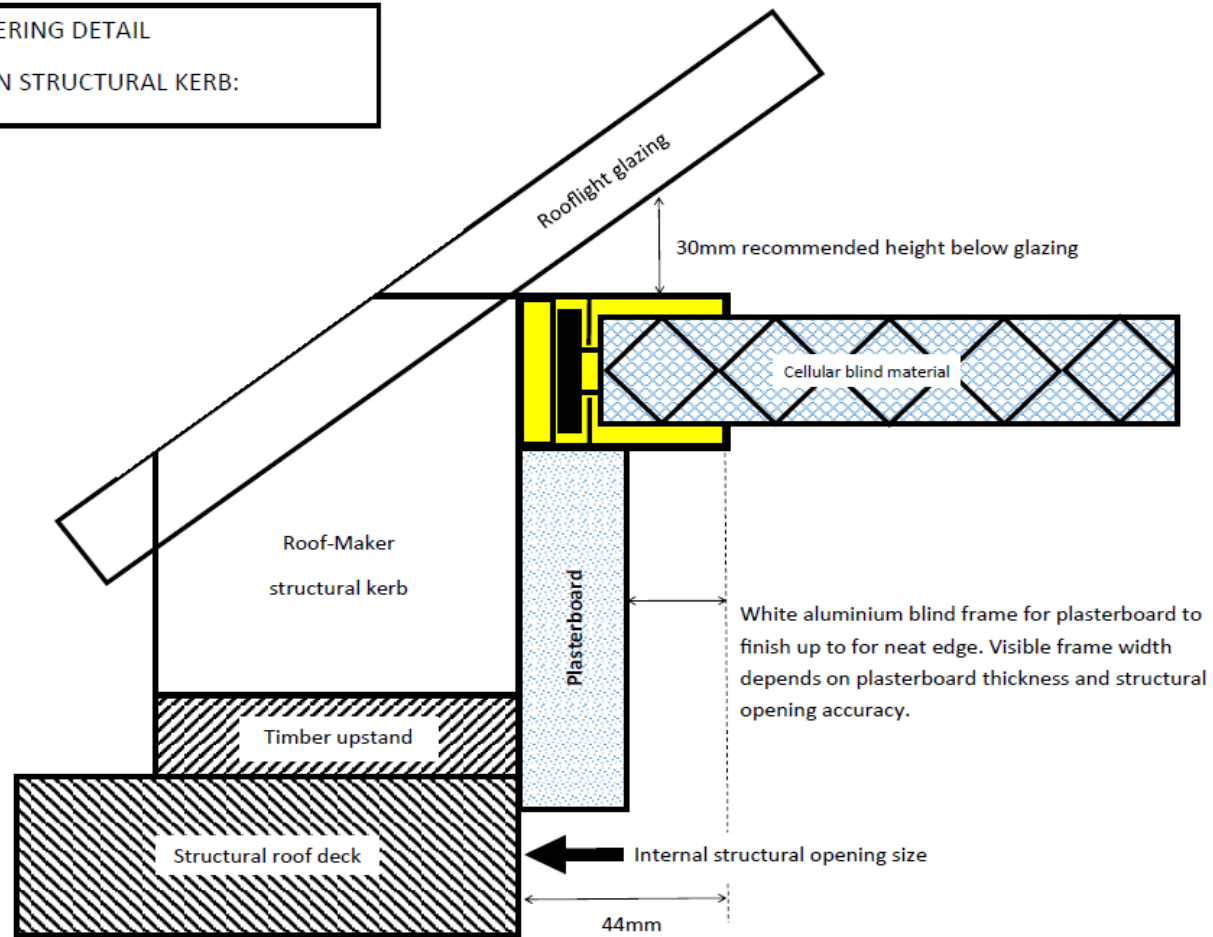 ERING DETAIL
N STRUCTURAL KERB:
Rooflight glazing
30mm recommended height below glazing
Cellular blind material
Roof-Maker
structural kerb
Plasterboard
White aluminium blind frame for plasterboard to
finish up to for neat edge. Visible frame width
depends on plasterboard thickness and structural
opening accuracy.
Timber upstand
Structural roof deck
Internal structural opening size
44mm